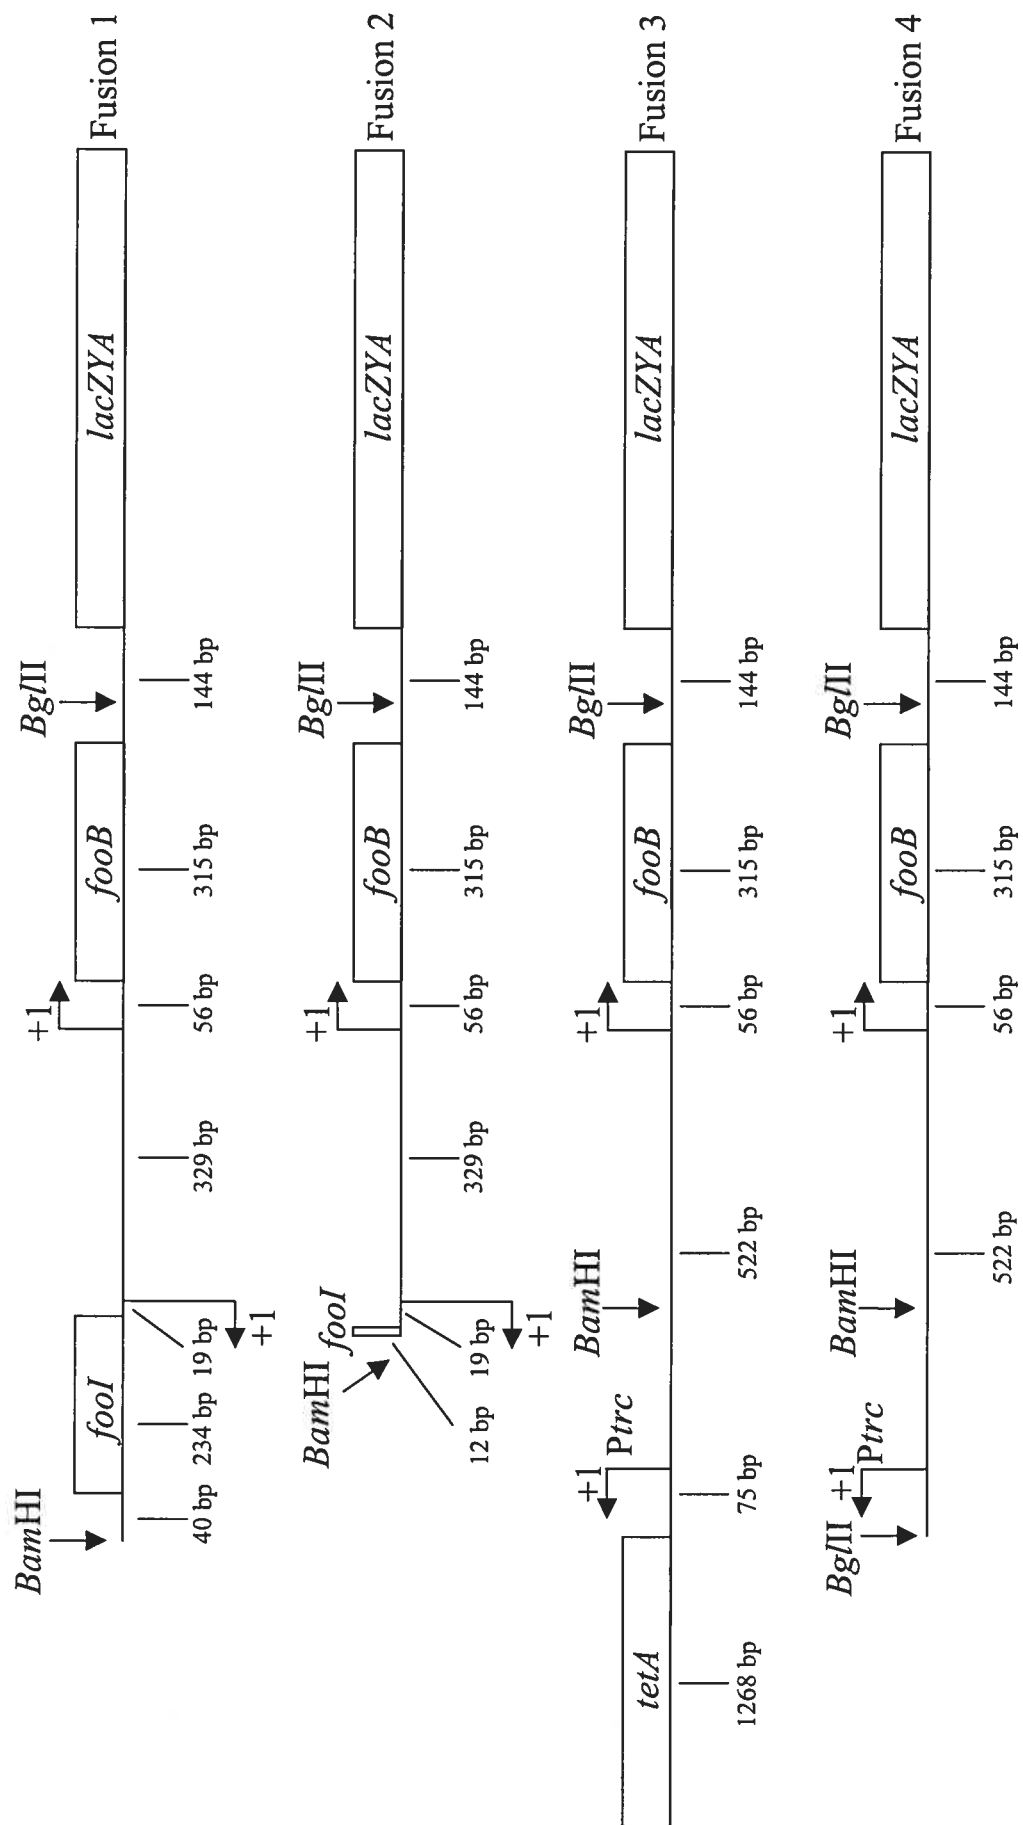 BamHI
fooI
+1
fooB
BglII
lacZYA
Fusion 1
40 bp
234 bp
19 bp
+1
329 bp
56 bp
315 bp
144 bp
BamHI
fooI
+1
fooB
BglII
lacZYA
Fusion 2
12 bp
19 bp
+1
329 bp
56 bp
315 bp
144 bp
tetA
+1
Ptrc
BamHI
+1
fooB
BglII
lacZYA
Fusion 3
1268 bp
75 bp
522 bp
56 bp
315 bp
144 bp
BglII
+1
Ptrc
BamHI
+1
fooB
BglII
lacZYA
Fusion 4
522 bp
56 bp
315 bp
144 bp